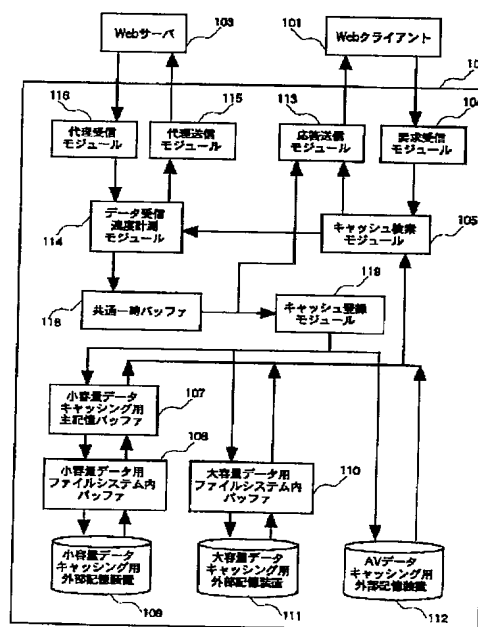 Webサーバ
103
101
Webクライアント
10
116
代理受信
モジュール
115
代理送信
モジュール
113
応答送信
モジュール
104
要求受信
モジュール
114
データ受信
速度計測
モジュール
キャッシュ検索
モジュール
105
118
共通一時バッファ
119
キャッシュ登録
モジュール
小容量データ
キャッシング用
主記憶バッファ
107
108
小容量データ用
ファイルシステム内
バッファ
大容量データ用
ファイルシステム内
バッファ
110
小容量データ
キャッシング用
外部記憶装置
109
大容量データ
キャッシング用
外部記憶装置
111
AVデータ
キャッシング用
外部記憶装置
112